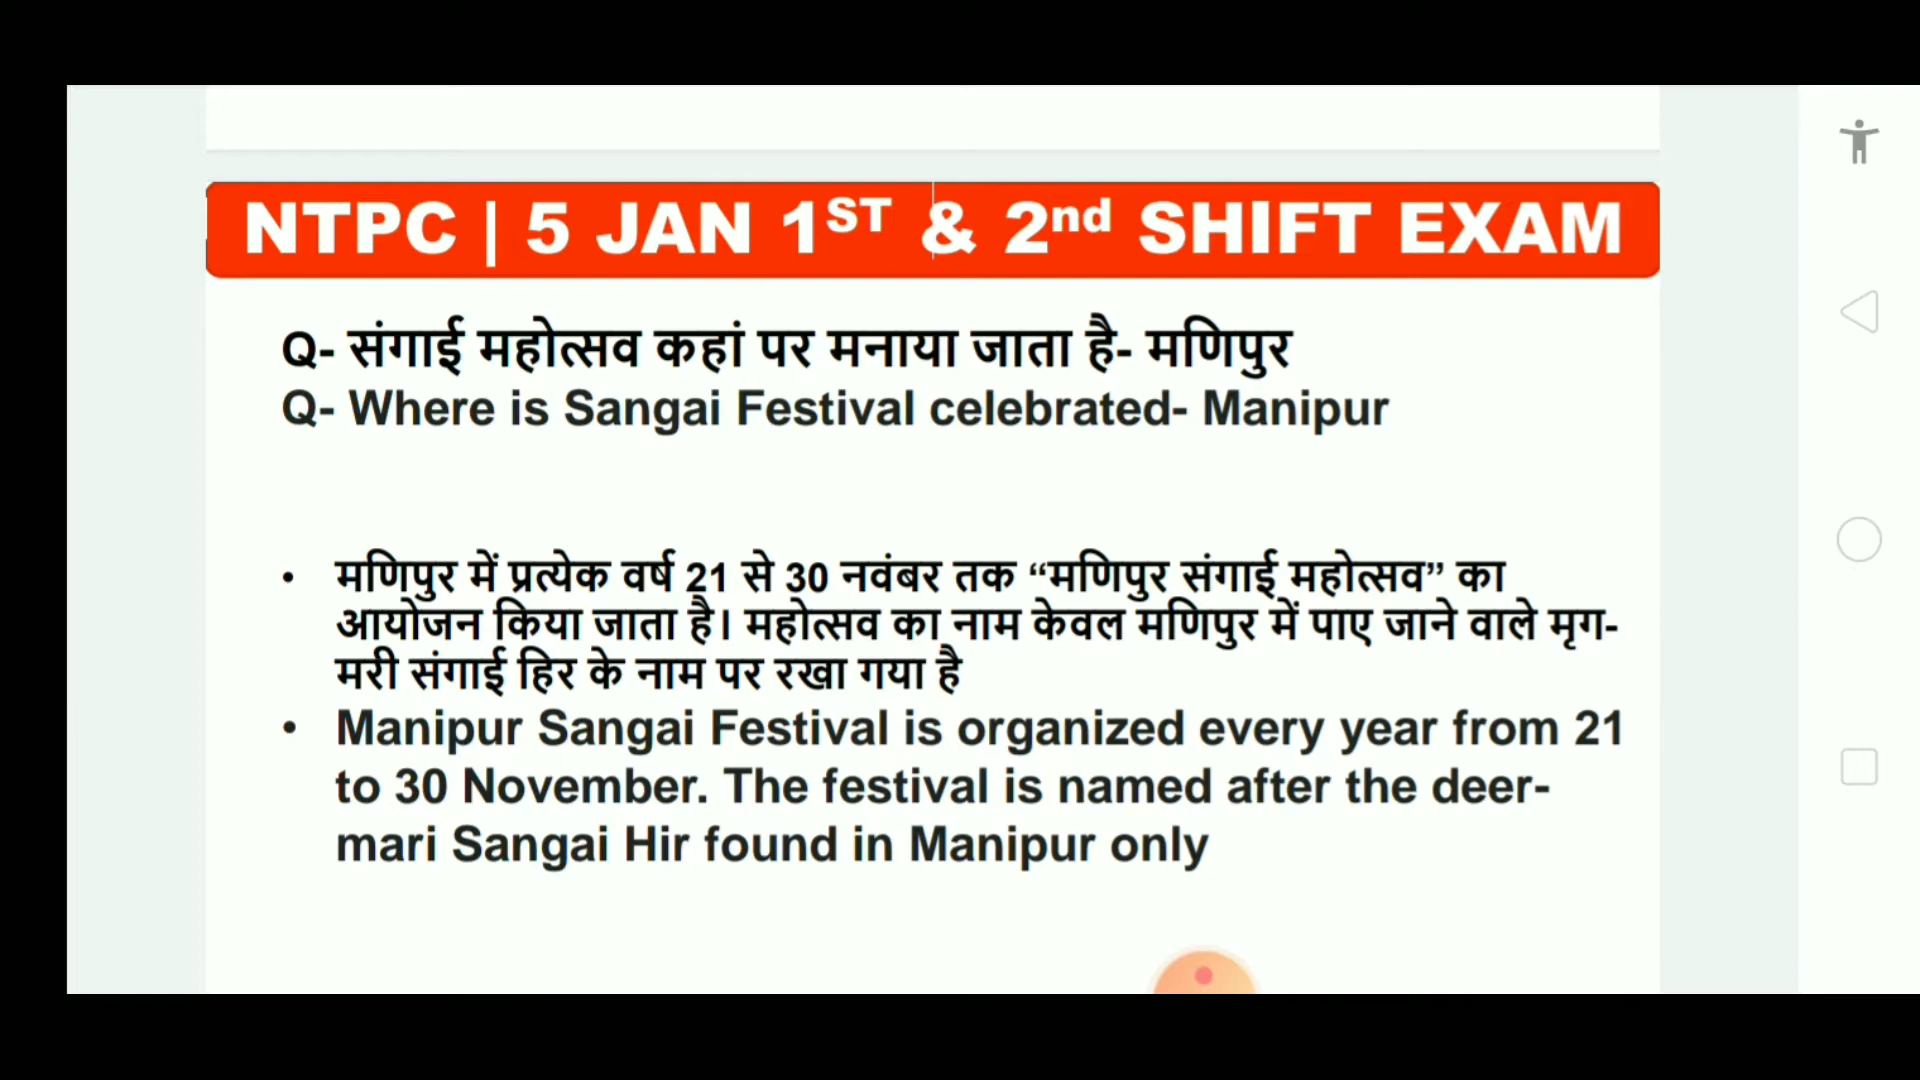 NTPC | 5 JAN 1ST & 2nd SHIFT EXAM
Q- संगाई महोत्सव कहां पर मनाया जाता है- मणिपुर
Q- Where is Sangai Festival celebrated- Manipur
• मणिपुर में प्रत्येक वर्ष 21 से 30 नवंबर तक “मणिपुर संगाई महोत्सव” का
आयोजन किया जाता है। महोत्सव का नाम केवल मणिपुर में पाए जाने वाले मृग-
मरी संगाई हिर के नाम पर रखा गया है
• Manipur Sangai Festival is organized every year from 21
to 30 November. The festival is named after the deer-
mari Sangai Hir found in Manipur only